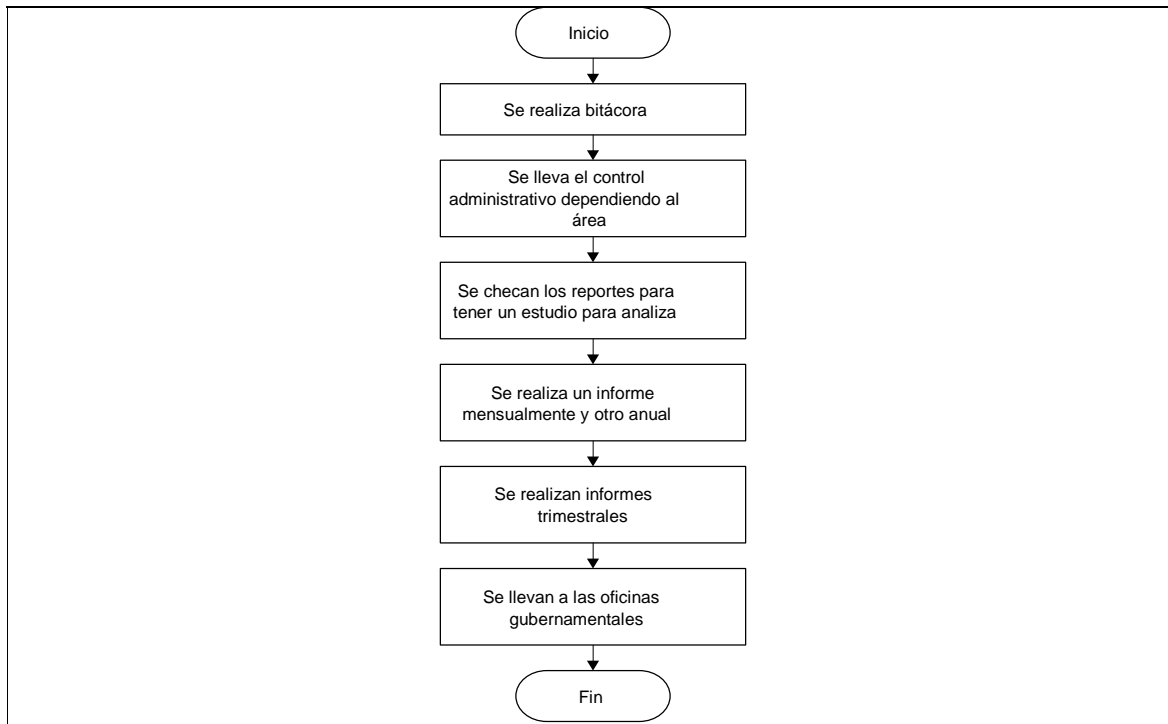 Inicio
Se realiza bitácora
Se lleva el control
administrativo dependiendo al
área
Se checan los reportes para
tener un estudio para analiza
Se realiza un informe
mensualmente y otro anual
Se realizan informes
trimestrales
Se llevan a las oficinas
gubernamentales
Fin